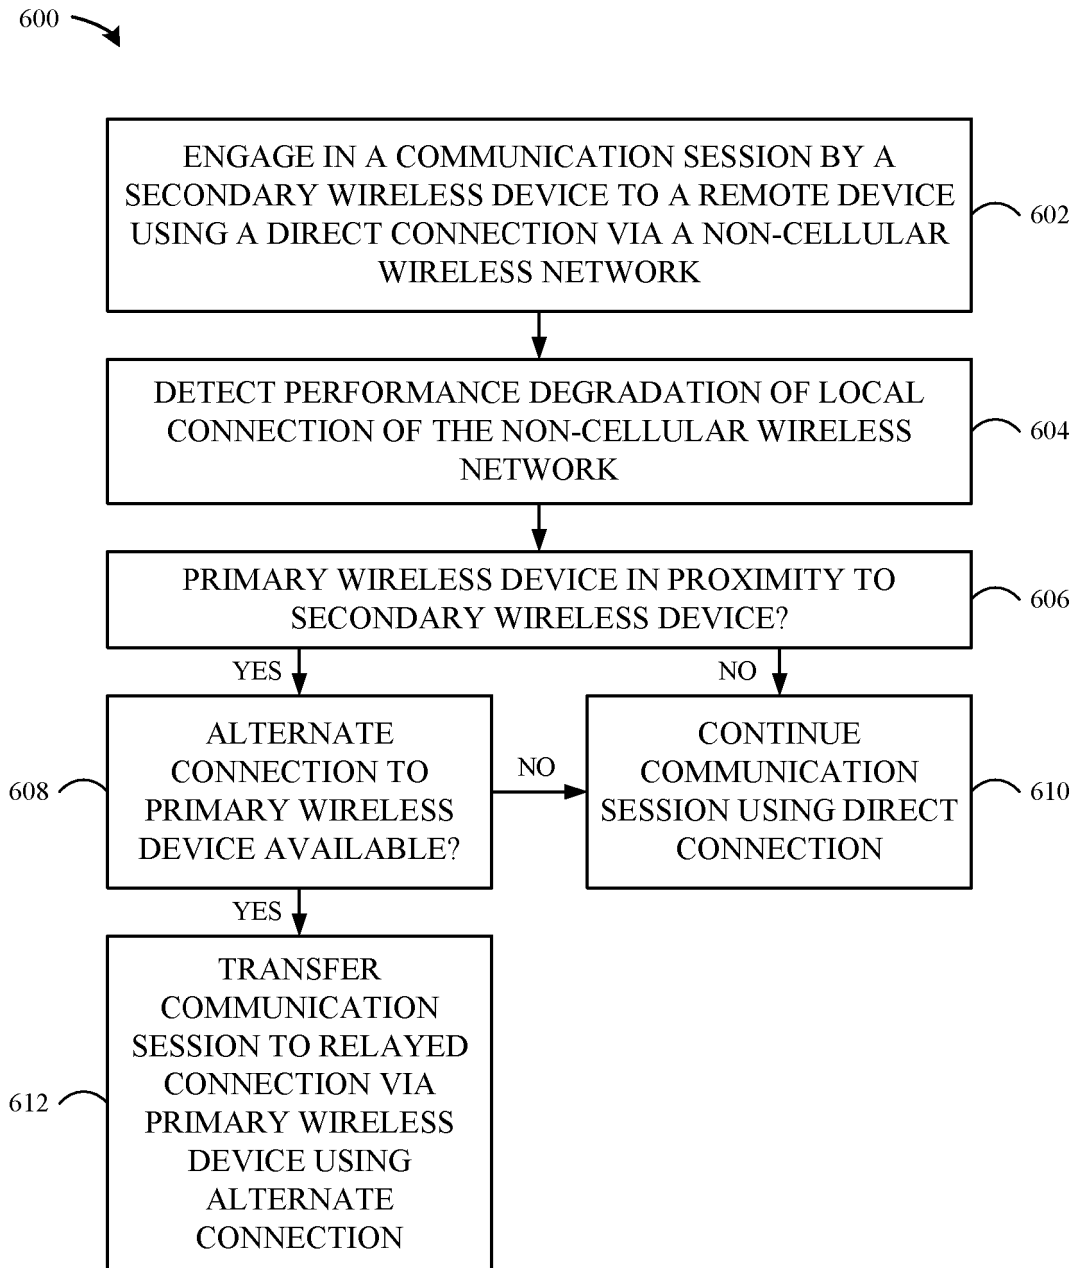 600
ENGAGE IN A COMMUNICATION SESSION BY A
SECONDARY WIRELESS DEVICE TO A REMOTE DEVICE
USING A DIRECT CONNECTION VIA A NON-CELLULAR
WIRELESS NETWORK
602
DETECT PERFORMANCE DEGRADATION OF LOCAL
CONNECTION OF THE NON-CELLULAR WIRELESS
NETWORK
604
PRIMARY WIRELESS DEVICE IN PROXIMITY TO
SECONDARY WIRELESS DEVICE?
606
YES
NO
608
ALTERNATE
CONNECTION TO
PRIMARY WIRELESS
DEVICE AVAILABLE?
NO
CONTINUE
COMMUNICATION
SESSION USING DIRECT
CONNECTION
610
YES
612
TRANSFER
COMMUNICATION
SESSION TO RELAYED
CONNECTION VIA
PRIMARY WIRELESS
DEVICE USING
ALTERNATE
CONNECTION